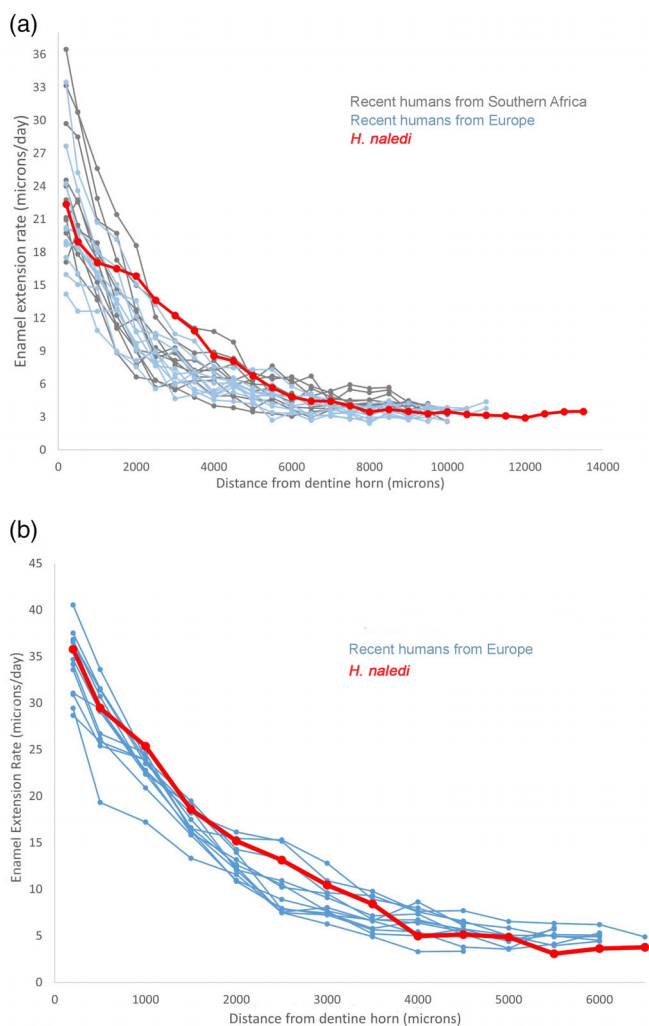 (a)
36
33
30
27
24
21
18
15
12
9
6
3
0
Enamel extension rate (microns/day)
Recent humans from Southern Africa
Recent humans from Europe
H. naledi
0 2000 4000 6000 8000 10000 12000 14000
Distance from dentine horn (microns)
(b)
45
40
35
30
25
20
15
10
5
0
Enamel Extension Rate (microns/day)
Recent humans from Europe
H. naledi
0 1000 2000 3000 4000 5000 6000
Distance from dentine horn (microns)